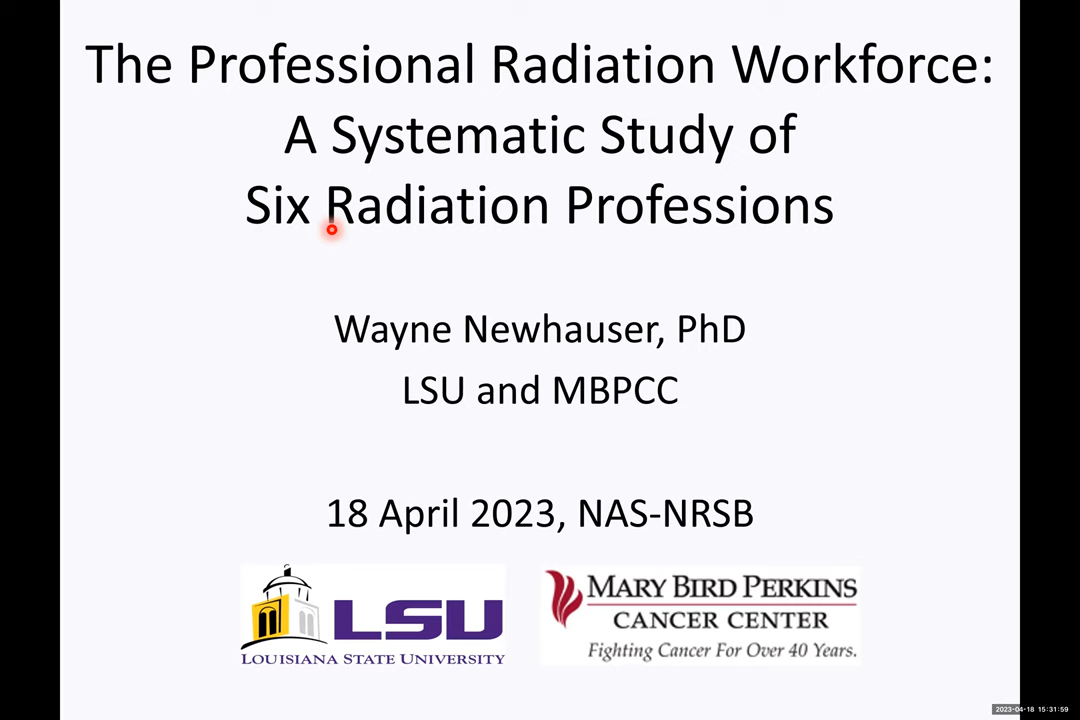 The Professional Radiation Workforce:
A Systematic Study of
Six Radiation Professions
Wayne Newhauser, PhD
LSU and MBPCC
18 April 2023, NAS-NRSB
LSU
LOUISIANA STATE UNIVERSITY
MARY BIRD PERKINS
CANCER CENTER
Fighting Cancer For Over 40 Years.
2023-04-18 15:31:59